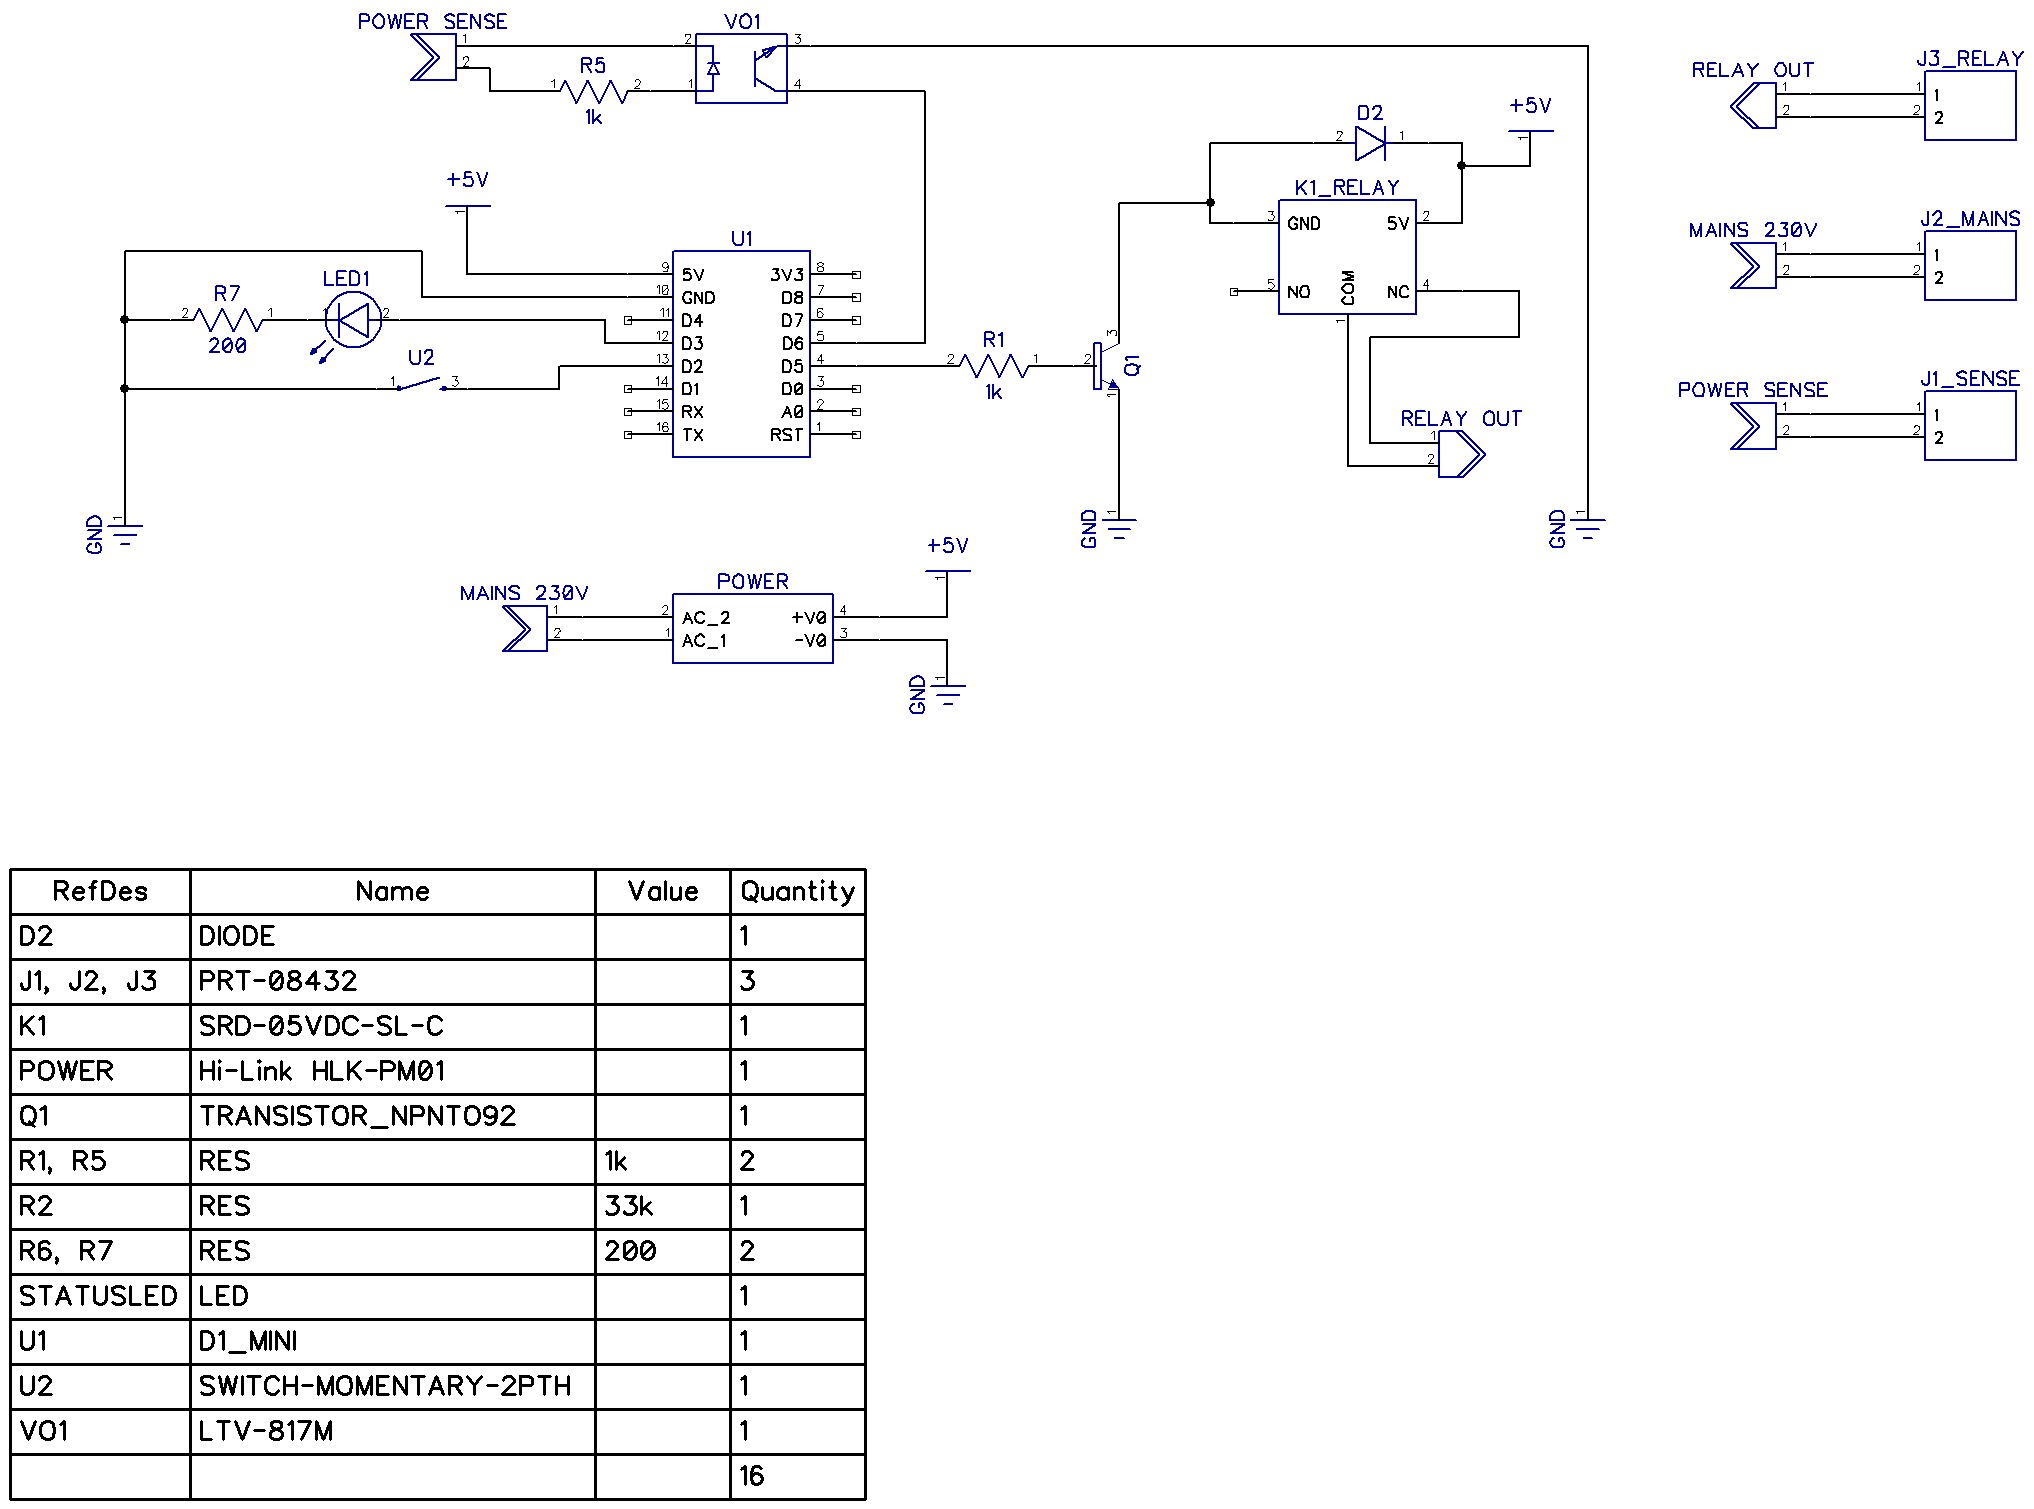 POWER SENSE
1
2
R5
1 2
1k
VO1
2 3
1 4
+5V
1
U1
9 5V 3V3 8
10 GND D8 7
11 D4 D7 6
12 D3 D6 5
13 D2 D5 4
14 D1 D0 3
15 RX A0 2
16 TX RST 1
R7
2 1
200
LED1
1 2
U2
1 3
GND 1
R1
2 1
1k
Q1
3
2
1
GND 1
D2
2 1
+5V
1
K1_RELAY
3 GND 5V 2
5 NO COM NC 4
1
RELAY OUT
1
2
GND 1
RELAY OUT
1 1 1
2 2 2
J3_RELAY
MAINS 230V
1 1 1
2 2 2
J2_MAINS
POWER SENSE
1 1 1
2 2 2
J1_SENSE
MAINS 230V
1
2
POWER
2 AC_2 +V0 4
1 AC_1 -V0 3
+5V
1
GND 1
RefDes Name Value Quantity
D2 DIODE 1
J1, J2, J3 PRT-08432 3
K1 SRD-05VDC-SL-C 1
POWER Hi-Link HLK-PM01 1
Q1 TRANSISTOR_NPNTO92 1
R1, R5 RES 1k 2
R2 RES 33k 1
R6, R7 RES 200 2
STATUSLED LED 1
U1 D1_MINI 1
U2 SWITCH-MOMENTARY-2PTH 1
VO1 LTV-817M 1
16